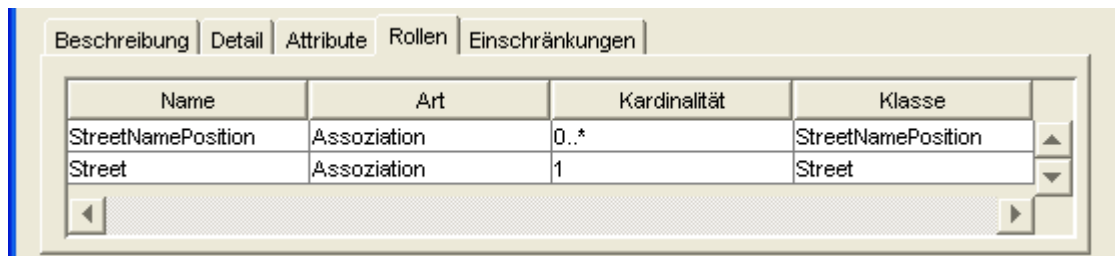 Beschreibung Detail Attribute Rollen Einschränkungen
Name Art Kardinalität Klasse
StreetNamePosition Assoziation 0..* StreetNamePosition
Street Assoziation 1 Street